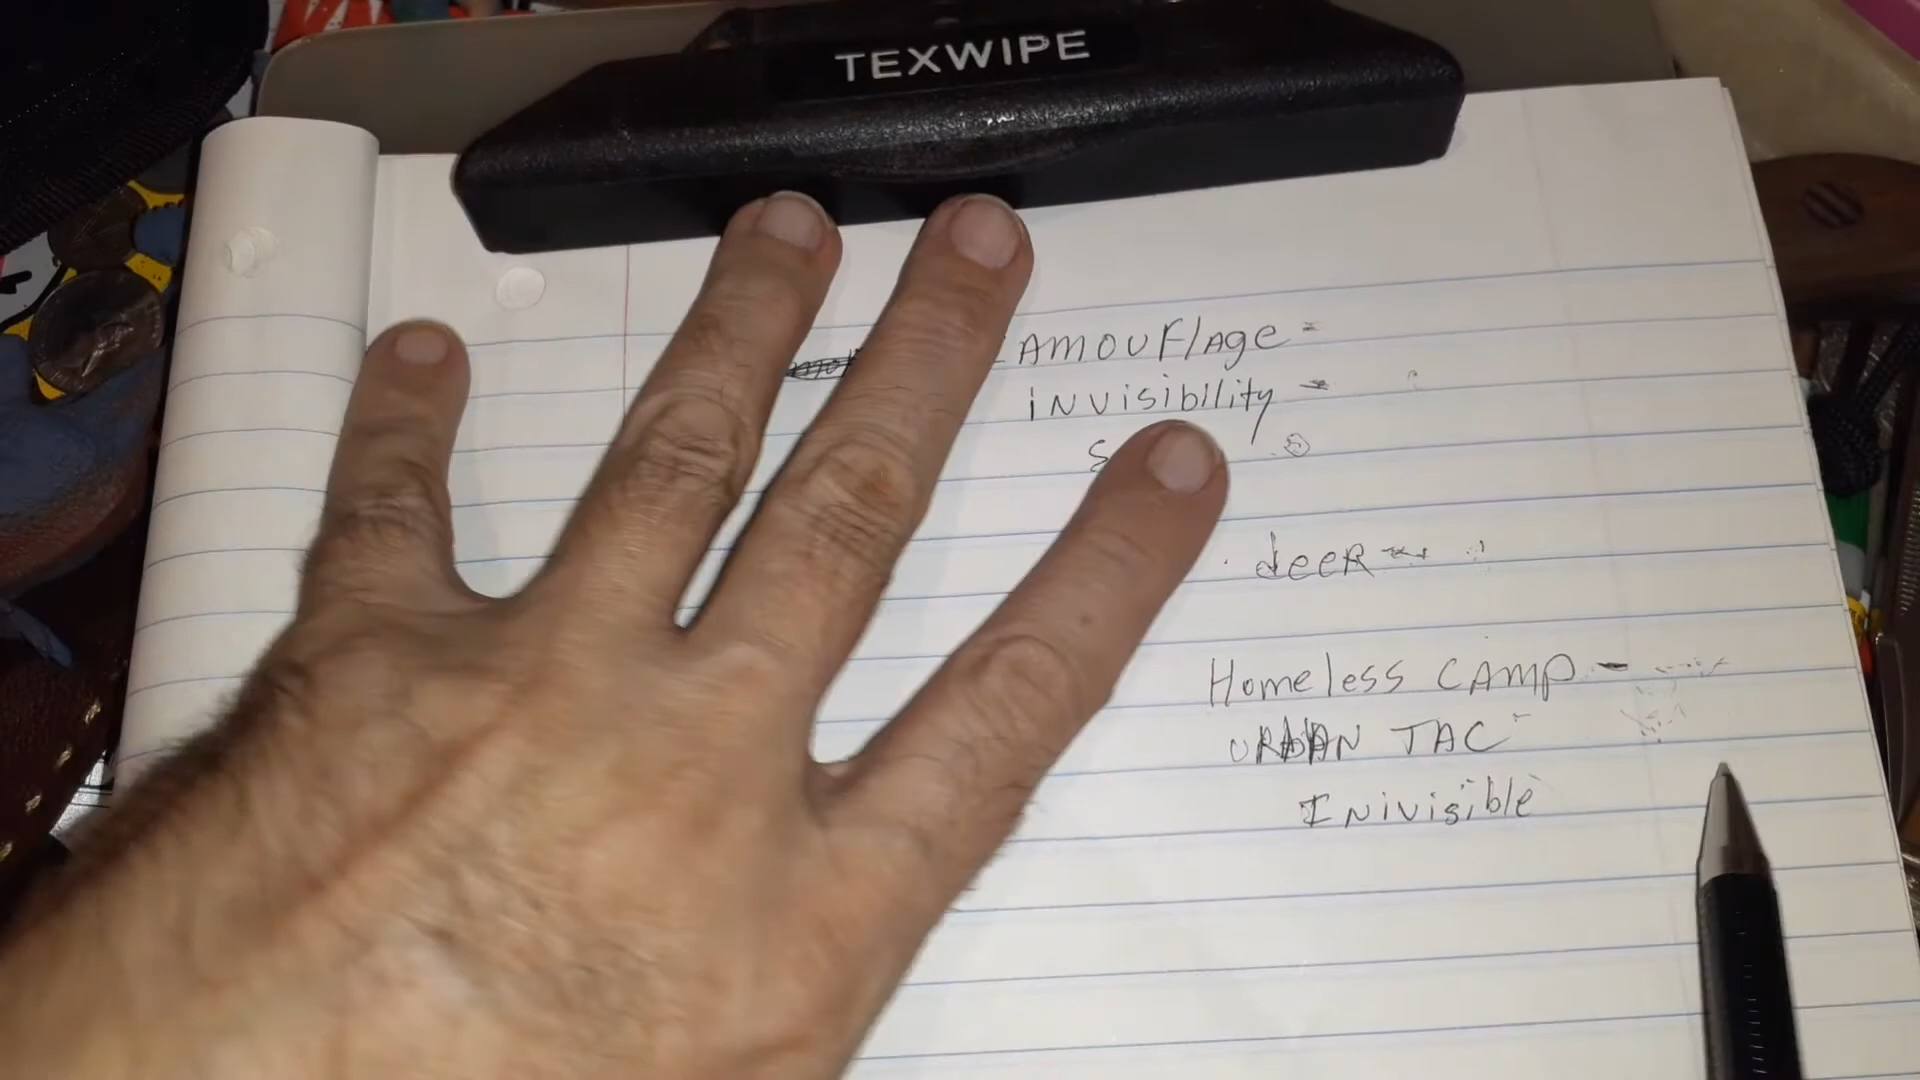 TEXWIPE
CAMOUFlAge -
iNVisibility -
S
deeR -
Homeless CAMP -
URBAN TAC -
INivisible